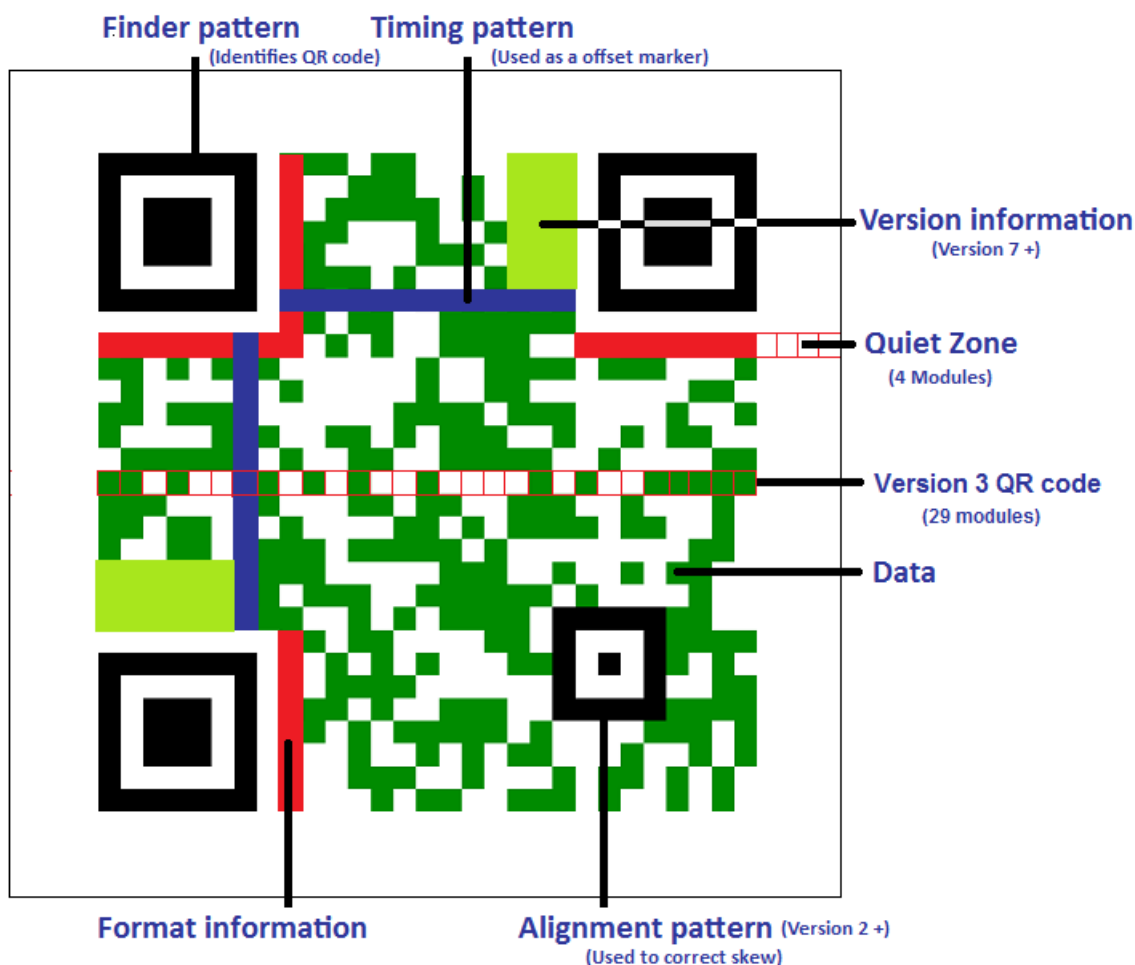 Finder pattern
(Identifies QR code)
Timing pattern
(Used as a offset marker)
Version information
(Version 7 +)
Quiet Zone
(4 Modules)
Version 3 QR code
(29 modules)
Data
Format information
Alignment pattern (Version 2 +)
(Used to correct skew)